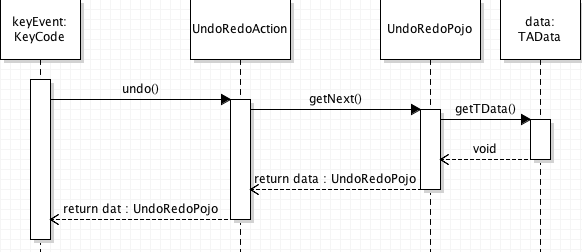 keyEvent:
KeyCode
UndoRedoAction
UndoRedoPojo
data:
TAData
undo()
getNext()
getTData()
void
return data : UndoRedoPojo
return dat : UndoRedoPojo